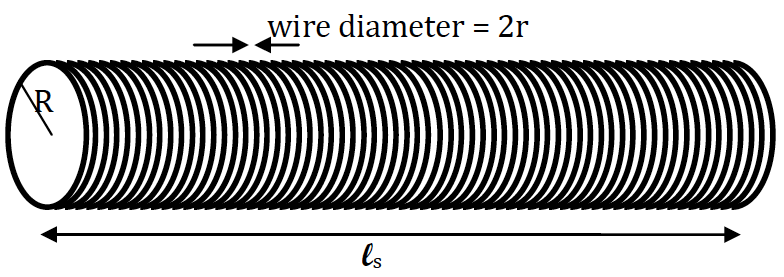 wire diameter = 2r
R
ℓs